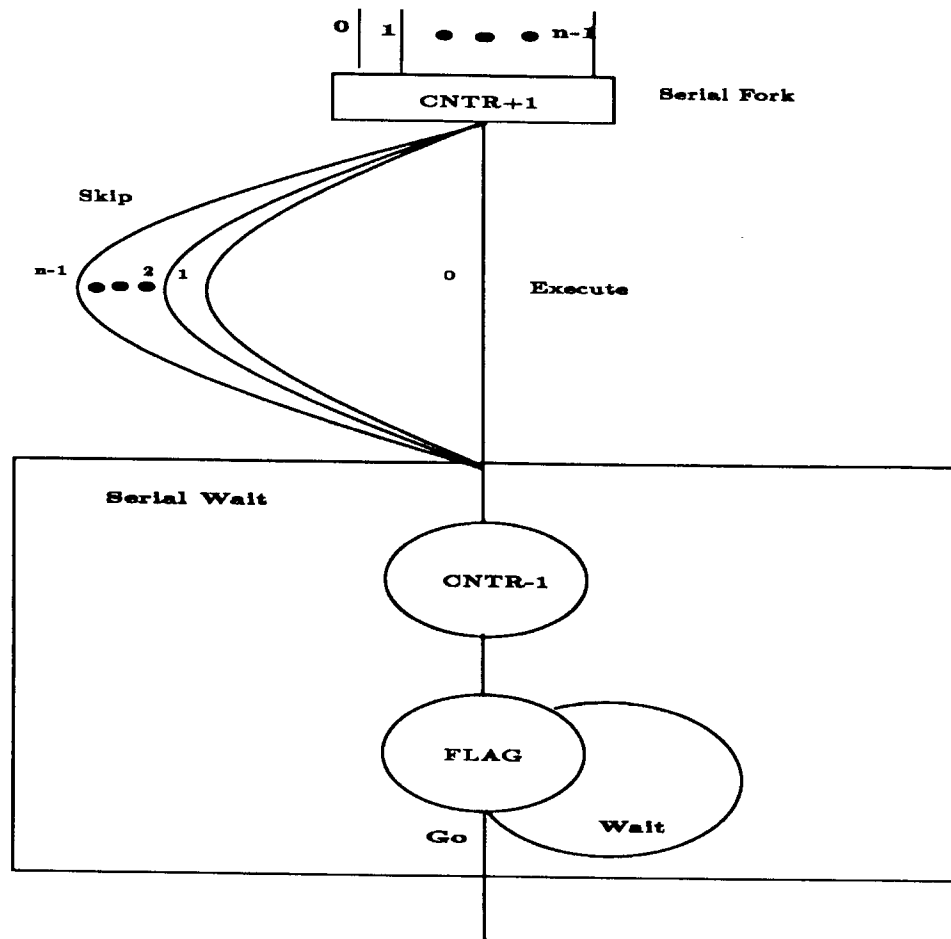 0 1 n-1
CNTR+1
Serial Fork
Skip
n-1 2 1 0
Execute
Serial Wait
CNTR-1
FLAG
Wait
Go